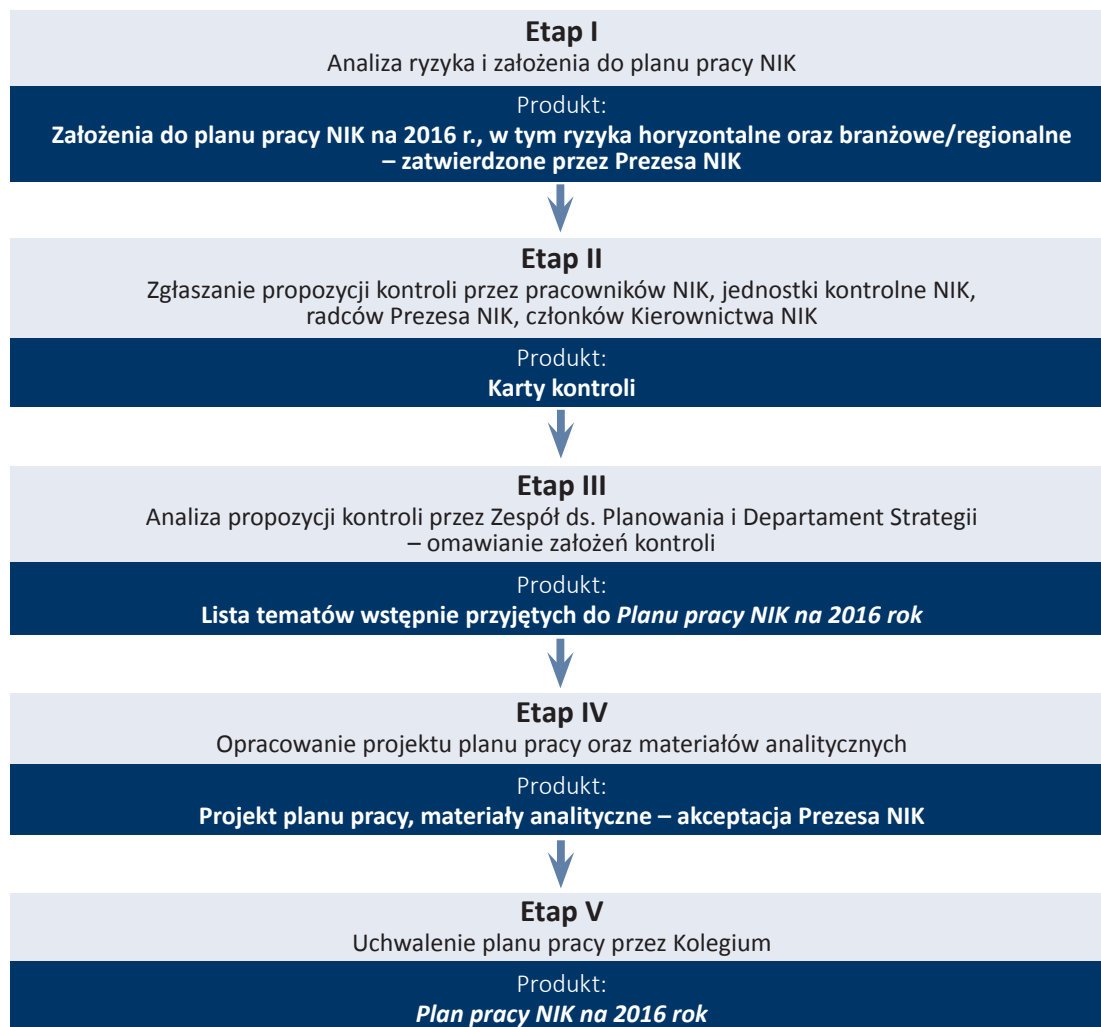 Etap I
Analiza ryzyka i założenia do planu pracy NIK
Produkt:
Założenia do planu pracy NIK na 2016 r., w tym ryzyka horyzontalne oraz branżowe/regionalne
– zatwierdzone przez Prezesa NIK
Etap II
Zgłaszanie propozycji kontroli przez pracowników NIK, jednostki kontrolne NIK,
radców Prezesa NIK, członków Kierownictwa NIK
Produkt:
Karty kontroli
Etap III
Analiza propozycji kontroli przez Zespół ds. Planowania i Departament Strategii
– omawianie założeń kontroli
Produkt:
Lista tematów wstępnie przyjętych do Planu pracy NIK na 2016 rok
Etap IV
Opracowanie projektu planu pracy oraz materiałów analitycznych
Produkt:
Projekt planu pracy, materiały analityczne – akceptacja Prezesa NIK
Etap V
Uchwalenie planu pracy przez Kolegium
Produkt:
Plan pracy NIK na 2016 rok